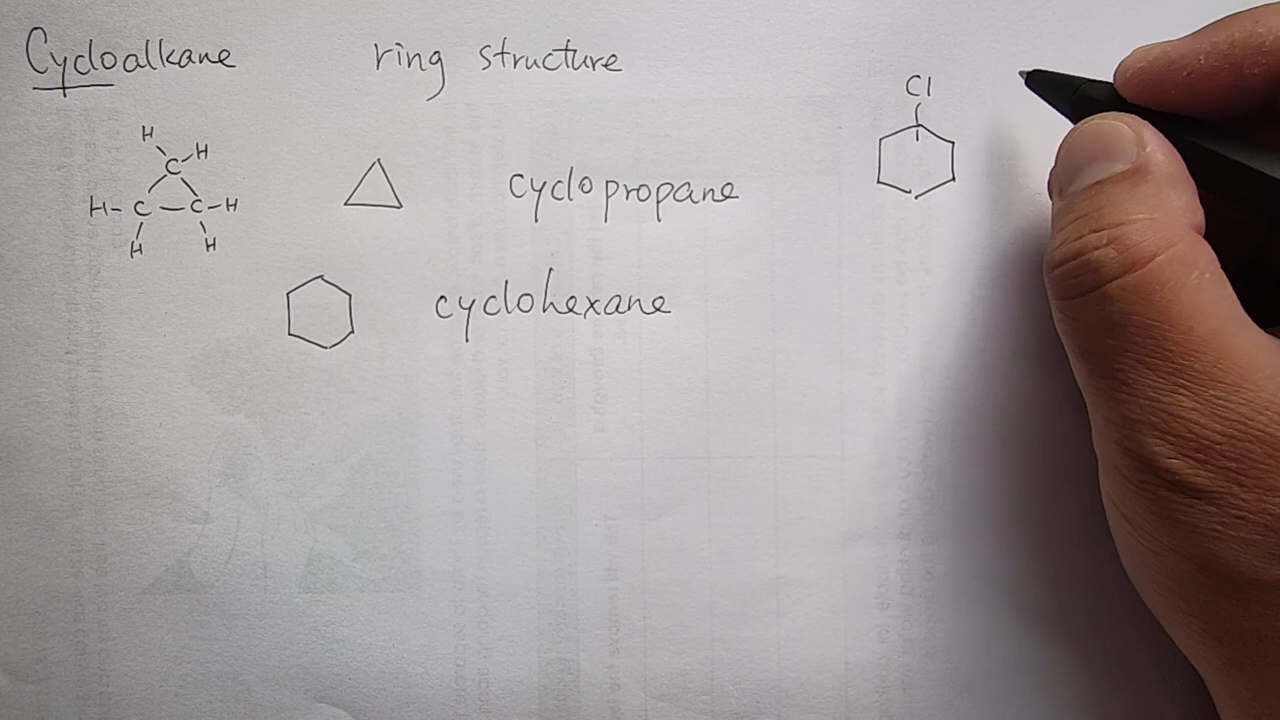 Cycloalkane ring structure
Cl
H
C H
H C C H
H H
cyclopropane
cyclohexane